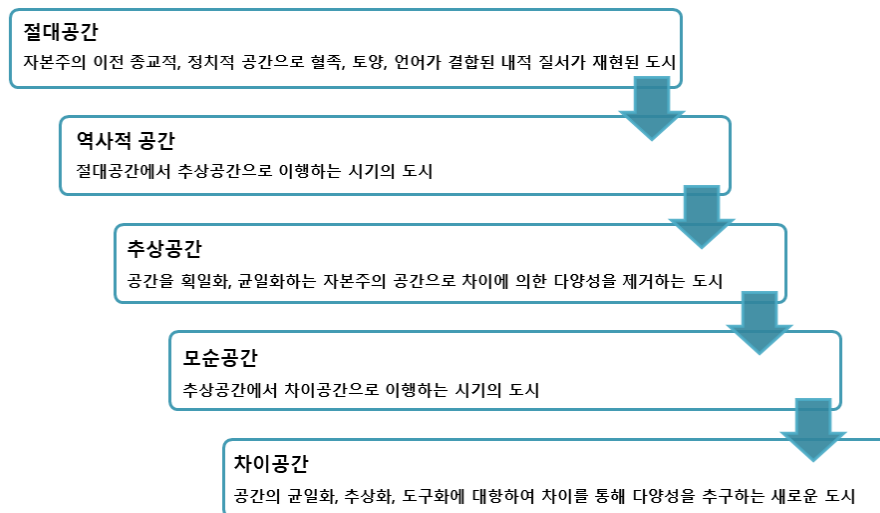 절대공간
자본주의 이전 종교적, 정치적 공간으로 혈족, 토양, 언어가 결합된 내적 질서가 재현된 도시
역사적 공간
절대공간에서 추상공간으로 이행하는 시기의 도시
추상공간
공간을 획일화, 균일화하는 자본주의 공간으로 차이에 의한 다양성을 제거하는 도시
모순공간
추상공간에서 차이공간으로 이행하는 시기의 도시
차이공간
공간의 균일화, 추상화, 도구화에 대항하여 차이를 통해 다양성을 추구하는 새로운 도시